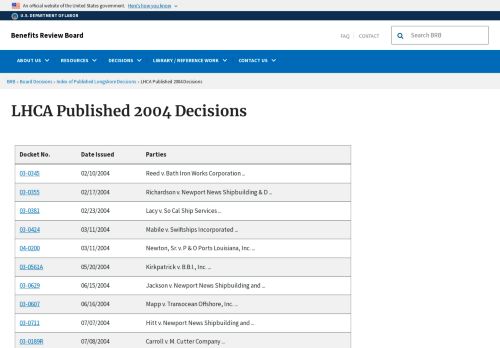 An official website of the United States government. Here's how you know
U.S. DEPARTMENT OF LABOR
Benefits Review Board
FAQ CONTACT
Search BRB
ABOUT US RESOURCES DECISIONS LIBRARY / REFERENCE WORK CONTACT US
BRB › Board Decisions › Index of Published Longshore Decisions › LHCA Published 2004 Decisions
LHCA Published 2004 Decisions
Docket No. Date Issued Parties
03-0345 02/10/2004 Reed v. Bath Iron Works Corporation ...
03-0355 02/17/2004 Richardson v. Newport News Shipbuilding & D ...
03-0381 02/23/2004 Lacy v. So Cal Ship Services ...
03-0424 03/11/2004 Mabile v. Swiftships Incorporated ...
04-0200 03/11/2004 Newton, Sr. v. P & O Ports Louisiana, Inc. ...
03-0561A 05/20/2004 Kirkpatrick v. B.B.I., Inc. ...
03-0629 06/15/2004 Jackson v. Newport News Shipbuilding and ...
03-0607 06/16/2004 Mapp v. Transocean Offshore, Inc. ...
03-0711 07/07/2004 Hitt v. Newport News Shipbuilding and ...
03-0189R 07/08/2004 Carroll v. M. Cutter Company ...